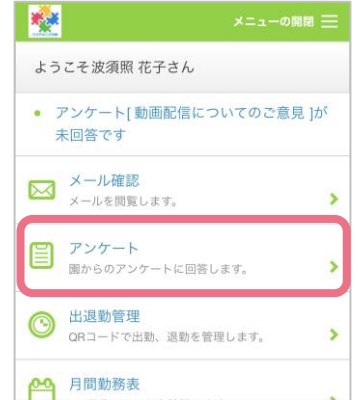 メニューの開閉
ようこそ波須照 花子さん
アンケート[ 動画配信についてのご意見 ]が
未回答です
メール確認
メールを閲覧します。
アンケート
園からのアンケートに回答します。
出退勤管理
QRコードで出勤、退勤を管理します。
月間勤務表